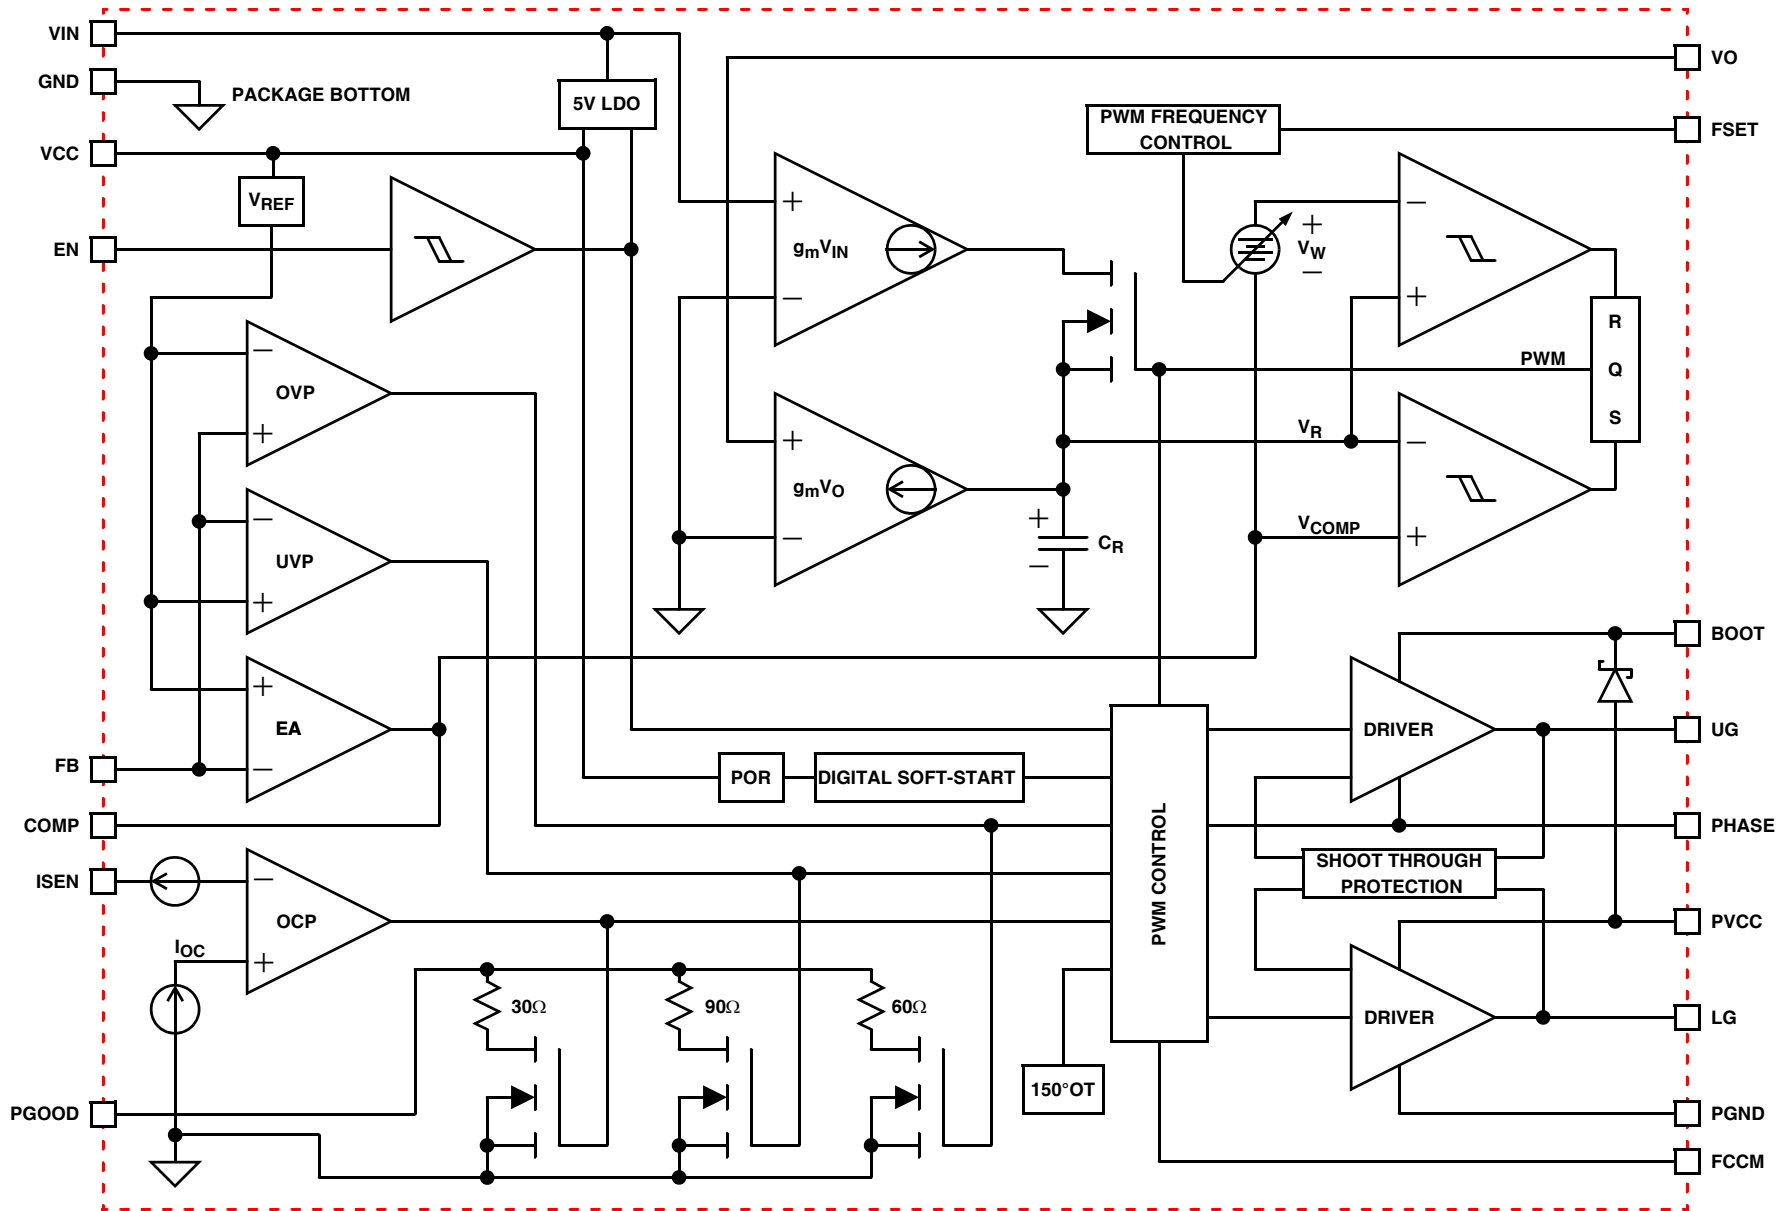 VIN
GND
PACKAGE BOTTOM
VCC
EN
VREF
5V LDO
VO
FSET
PWM FREQUENCY
CONTROL
+
gmVIN
−
−
+
VW
−
+
R
Q
S
PWM
−
OVP
+
+
gmVO
−
VR
−
VCOMP
+
+
CR
−
−
UVP
+
+
EA
−
FB
COMP
ISEN
−
OCP
+
IOC
PGOOD
POR
DIGITAL SOFT-START
PWM CONTROL
150°OT
30Ω
90Ω
60Ω
DRIVER
SHOOT THROUGH
PROTECTION
DRIVER
BOOT
UG
PHASE
PVCC
LG
PGND
FCCM